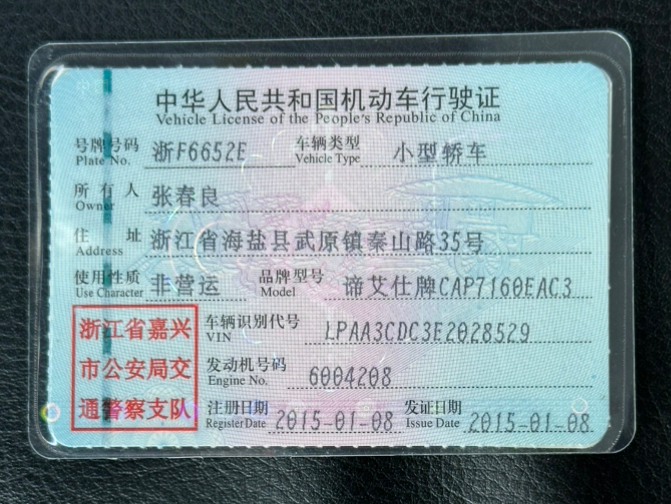 中华人民共和国机动车行驶证
Vehicle License of the People's Republic of China
号牌号码 浙F6652E 车辆类型 小型轿车
Plate No. Vehicle Type
所有人 张春良
Owner
住址 浙江省海盐县武原镇秦山路35号
Address
使用性质 非营运 品牌型号 谛艾仕牌CAP7160EAC3
Use Character Model
浙江省嘉兴 车辆识别代号 LPAA3CDC3E2028529
VIN
市公安局交 发动机号码 6004208
Engine No.
通警察支队 注册日期 2015-01-08 发证日期 2015-01-08
Register Date Issue Date